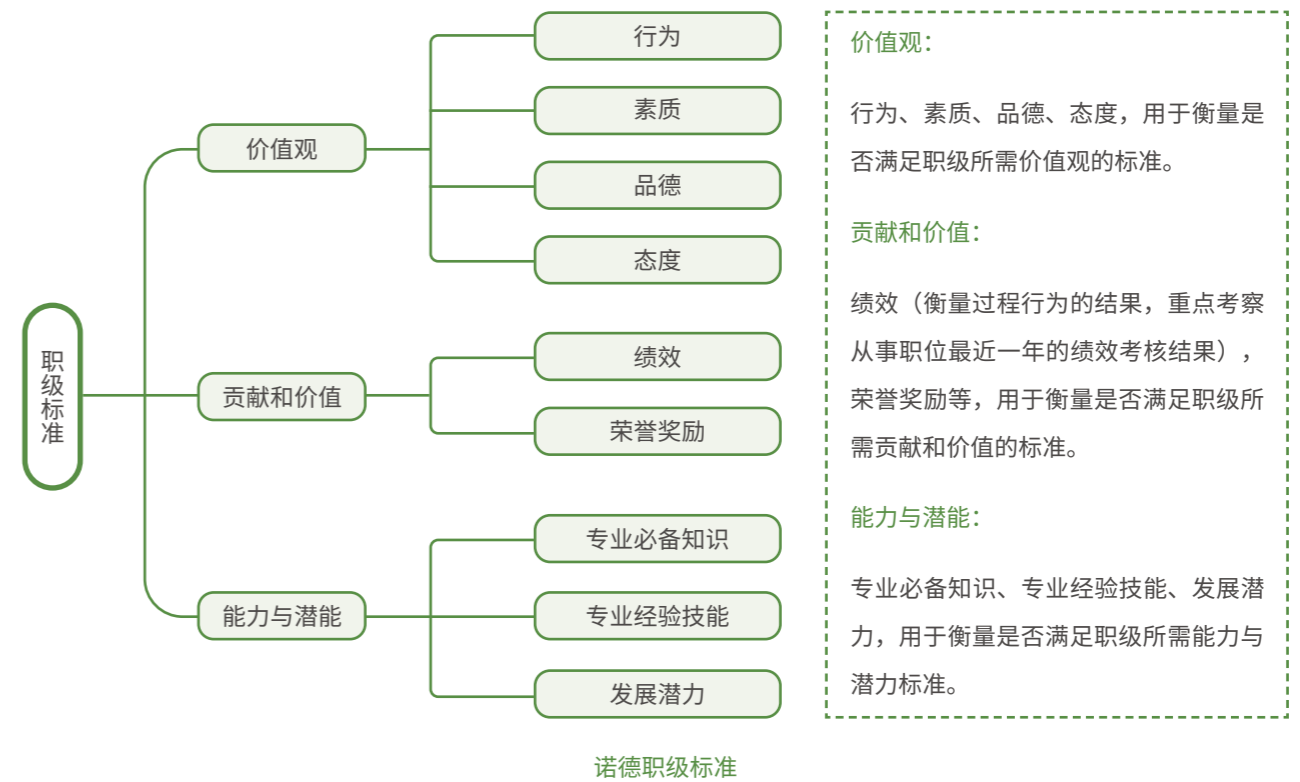 职级标准
价值观
行为
素质
品德
态度
贡献和价值
绩效
荣誉奖励
能力与潜能
专业必备知识
专业经验技能
发展潜力
价值观：
行为、素质、品德、态度，用于衡量是
否满足职级所需价值观的标准。
贡献和价值：
绩效（衡量过程行为的结果，重点考察
从事职位最近一年的绩效考核结果），
荣誉奖励等，用于衡量是否满足职级所
需贡献和价值的标准。
能力与潜能：
专业必备知识、专业经验技能、发展潜
力，用于衡量是否满足职级所需能力与
潜力标准。
诺德职级标准